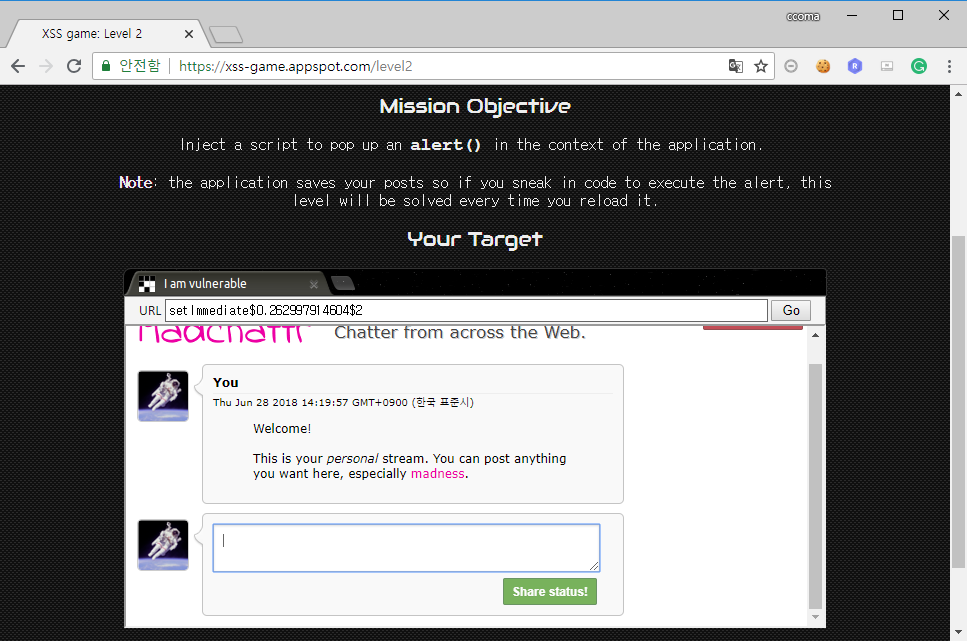 ccoma
XSS game: Level 2
안전함 | https://xss-game.appspot.com/level2
Mission Objective
Inject a script to pop up an alert() in the context of the application.
Note: the application saves your posts so if you sneak in code to execute the alert, this
level will be solved every time you reload it.
Your Target
I am vulnerable
URL setImmediate$0.262997914604$2 Go
Madchattr Chatter from across the Web.
You
Thu Jun 28 2018 14:19:57 GMT+0900 (한국 표준시)
Welcome!
This is your personal stream. You can post anything
you want here, especially madness.
Share status!